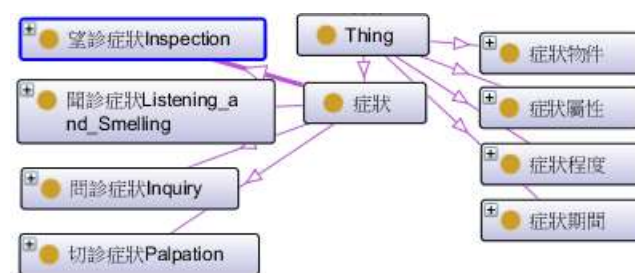 望診症狀Inspection
Thing
症狀物件
聞診症狀Listening_a
nd_Smelling
症狀
症狀屬性
問診症狀Inquiry
症狀程度
切診症狀Palpation
症狀期間